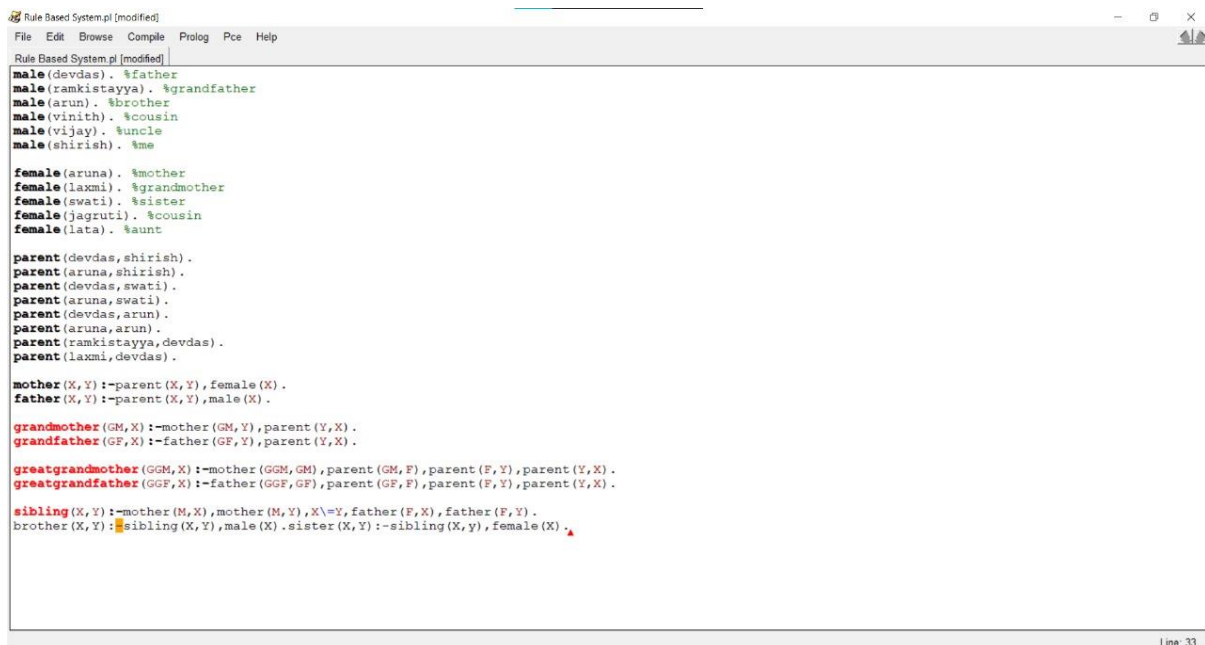 Rule Based System.pl [modified]
File Edit Browse Compile Prolog Pce Help
Rule Based System.pl [modified]
male(devdas). %father
male(ramkistayya). %grandfather
male(arun). %brother
male(vinith). %cousin
male(vijay). %uncle
male(shirish). %me
female(aruna). %mother
female(laxmi). %grandmother
female(swati). %sister
female(jagruti). %cousin
female(lata). %aunt
parent(devdas,shirish).
parent(aruna,shirish).
parent(devdas,swati).
parent(aruna,swati).
parent(devdas,arun).
parent(aruna,arun).
parent(ramkistayya,devdas).
parent(laxmi,devdas).
mother(X,Y):-parent(X,Y),female(X).
father(X,Y):-parent(X,Y),male(X).
grandmother(GM,X):-mother(GM,Y),parent(Y,X).
grandfather(GF,X):-father(GF,Y),parent(Y,X).
greatgrandmother(GGM,X):-mother(GGM,GM),parent(GM,F),parent(F,Y),parent(Y,X).
greatgrandfather(GGF,X):-father(GGF,GF),parent(GF,F),parent(F,Y),parent(Y,X).
sibling(X,Y):-mother(M,X),mother(M,Y),X\=Y,father(F,X),father(F,Y).
brother(X,Y):-sibling(X,Y),male(X).sister(X,Y):-sibling(X,y),female(X).
Line: 33